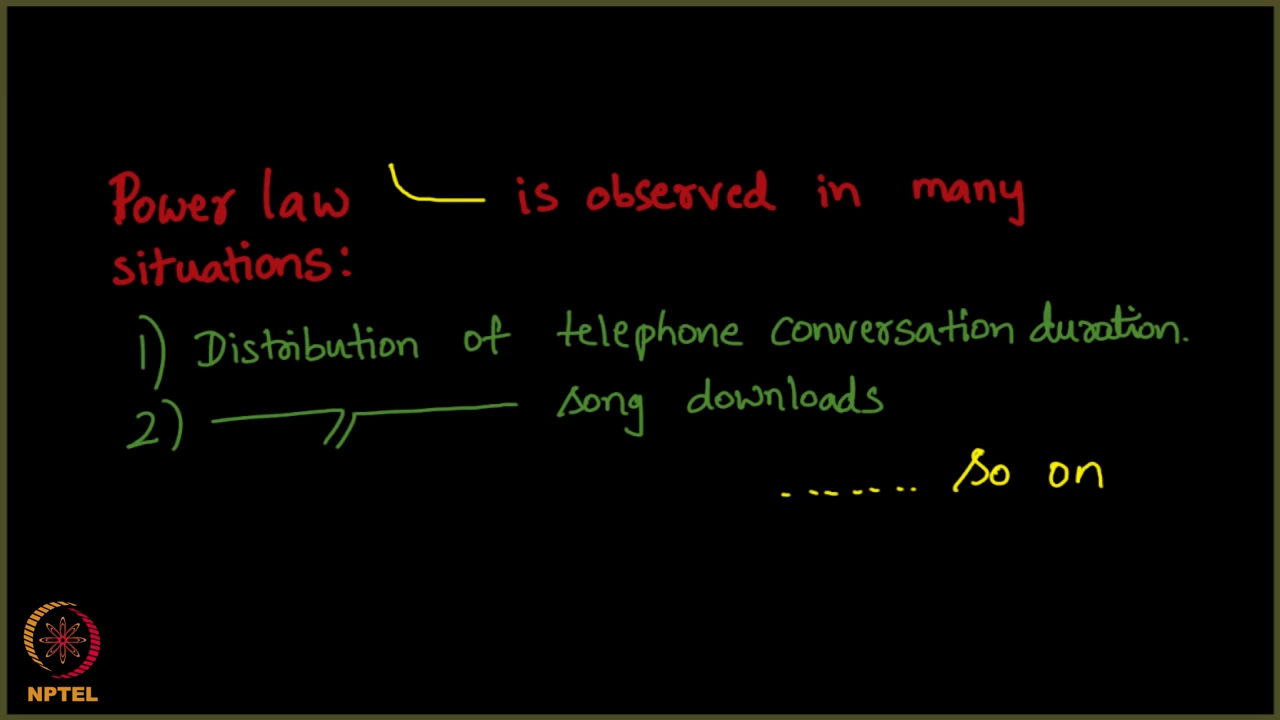 Power law is observed in many
situations:
1) Distribution of telephone conversation duration.
2) —〃— song downloads
....... so on
NPTEL